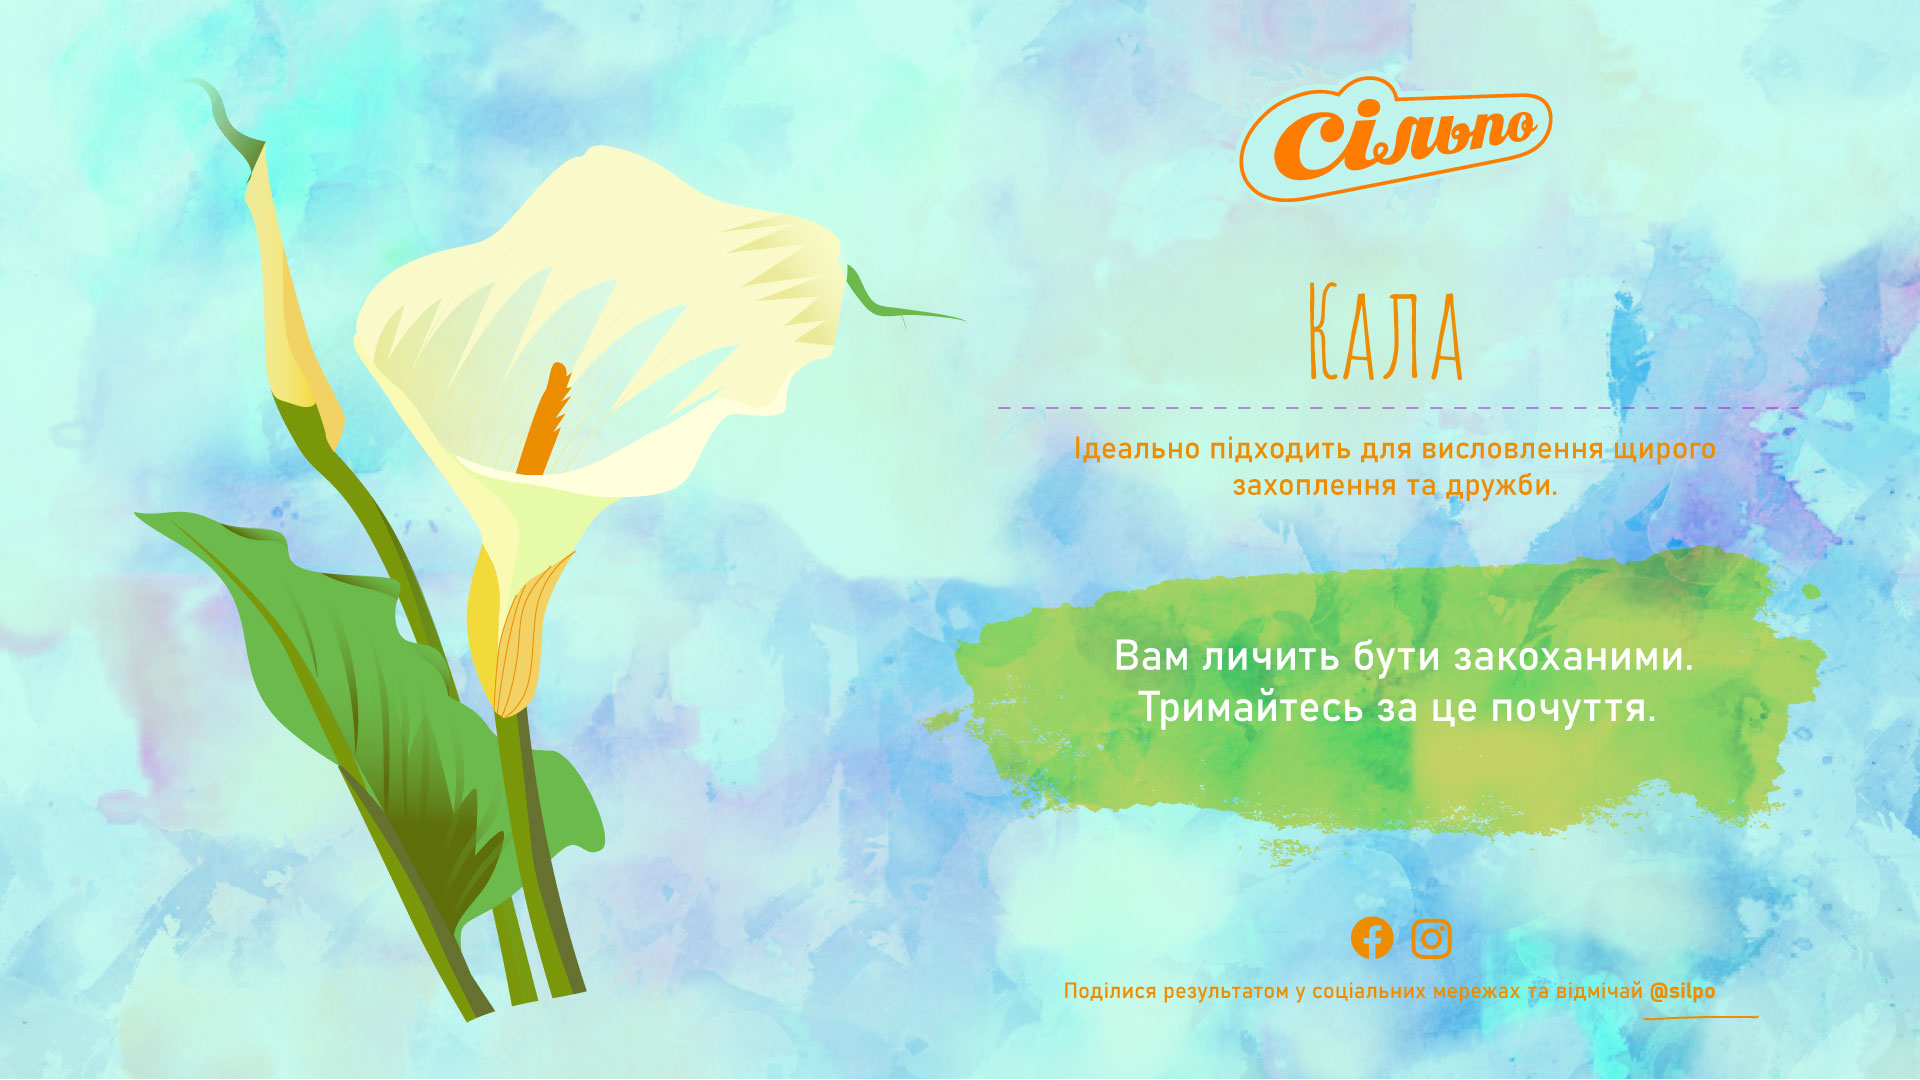 Сільпо
Кала
Ідеально підходить для висловлення щирого
захоплення та дружби.
Вам личить бути закоханими.
Тримайтесь за це почуття.
Поділися результатом у соціальних мережах та відмічай @silpo